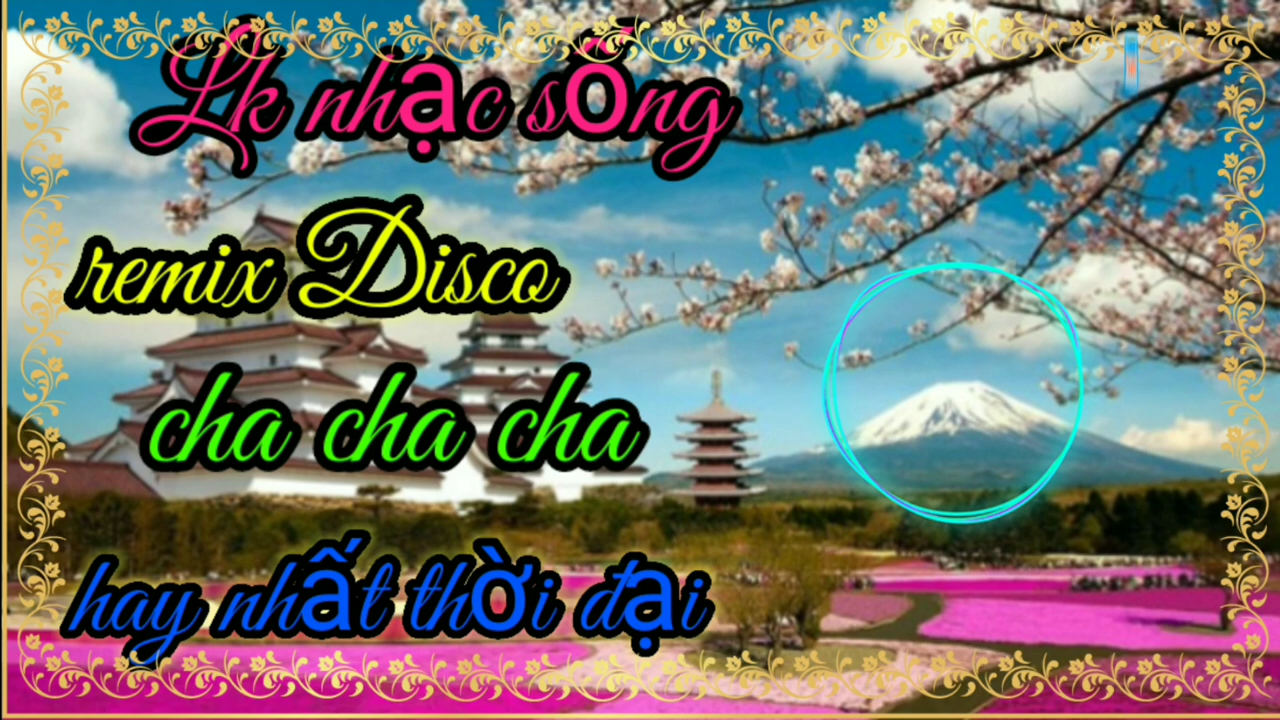 Lk nhạc sống
remix Disco
cha cha cha
hay nhất thời đại